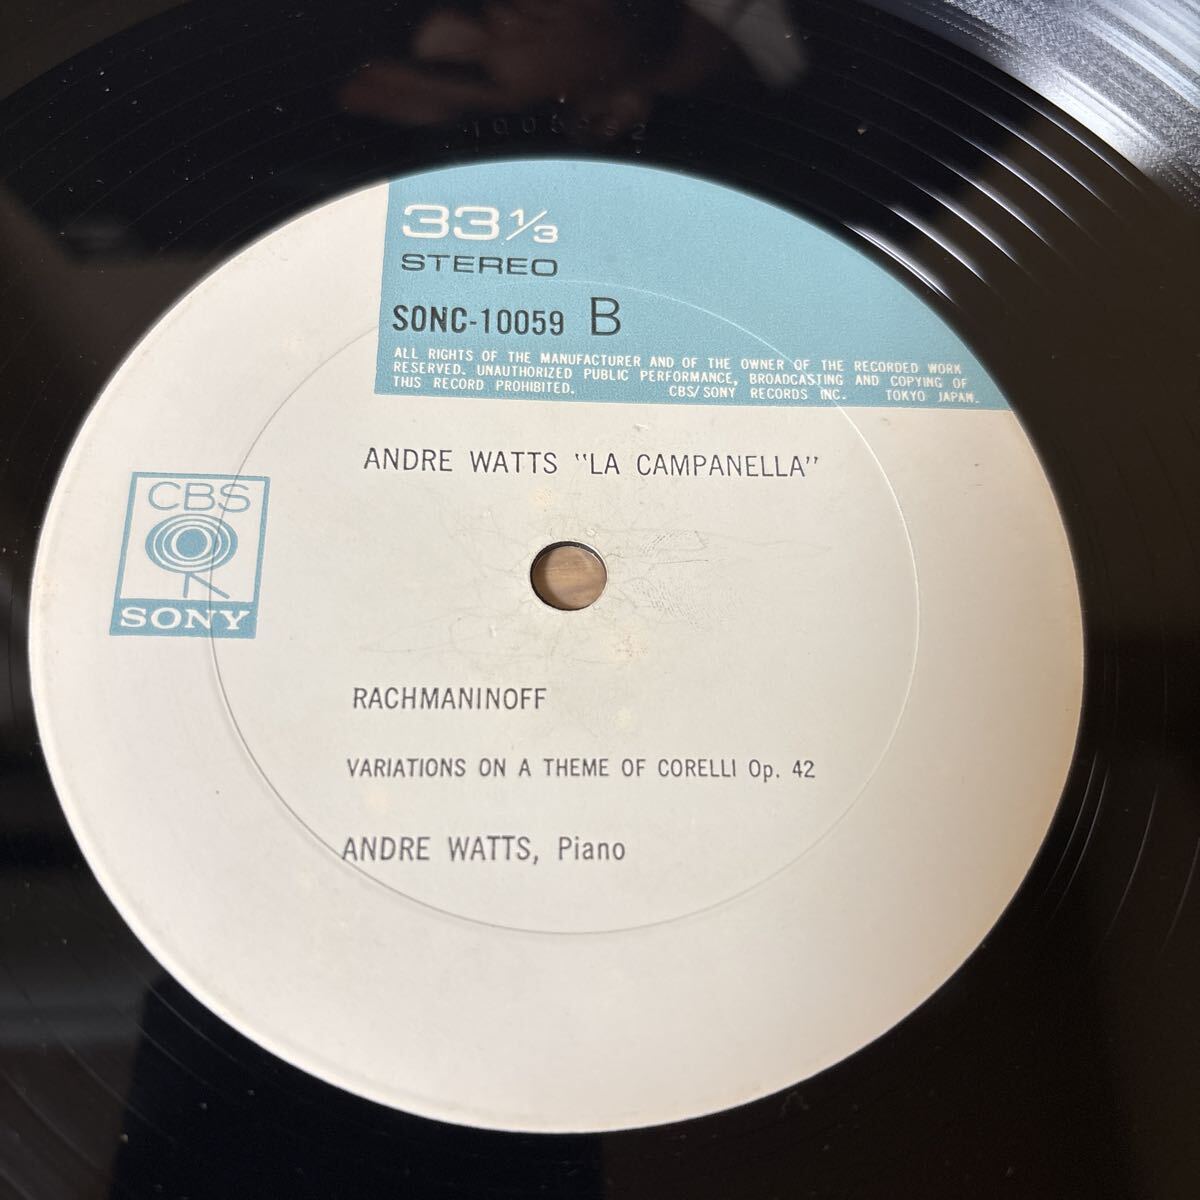 33 1/3
STEREO
SONC-10059 B
ALL RIGHTS OF THE MANUFACTURER AND OF THE OWNER OF THE RECORDED WORK
RESERVED. UNAUTHORIZED PUBLIC PERFORMANCE, BROADCASTING AND COPYING OF
THIS RECORD PROHIBITED. CBS/SONY RECORDS INC. TOKYO JAPAN.
ANDRE WATTS "LA CAMPANELLA"
CBS
SONY
RACHMANINOFF
VARIATIONS ON A THEME OF CORELLI Op. 42
ANDRE WATTS, Piano